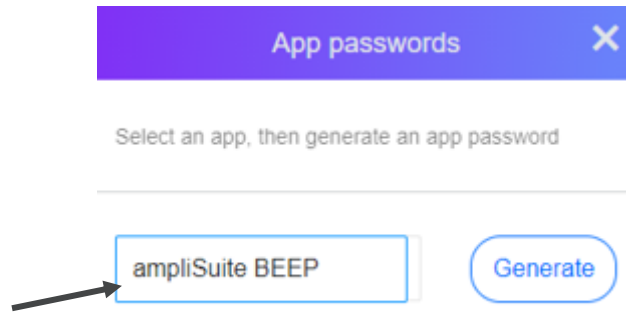 App passwords
Select an app, then generate an app password
ampliSuite BEEP
Generate